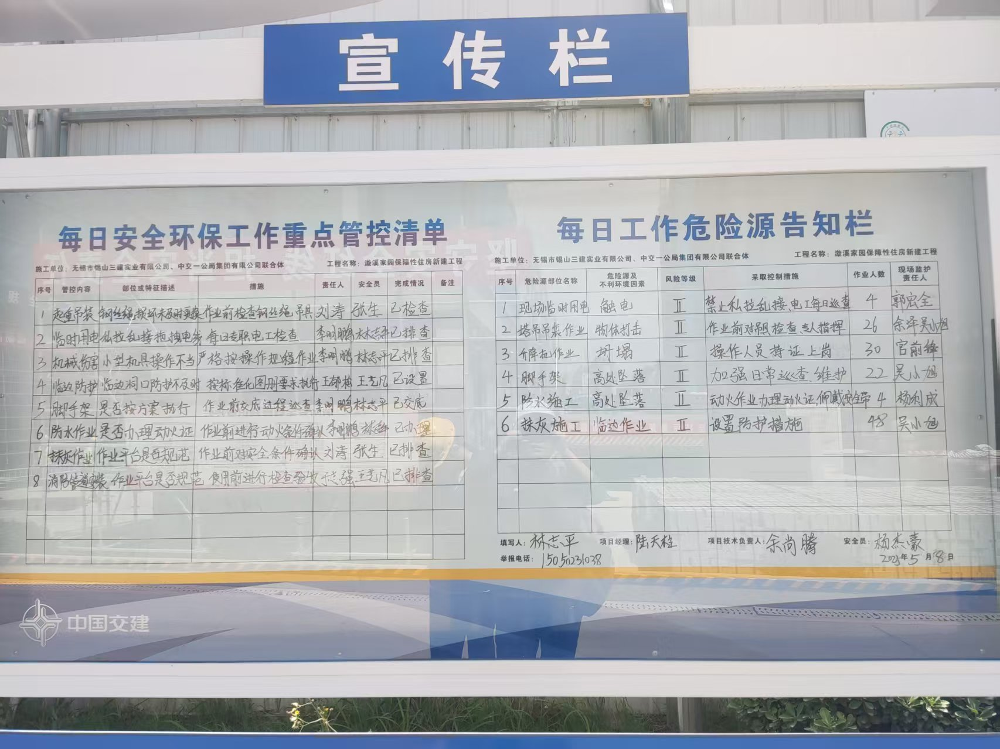 宣传栏
每日安全环保工作重点管控清单
施工单位：无锡市锡山三建实业有限公司、中交一公局集团有限公司联合体 工程名称：漩溪家园保障性住房新建工程
序号 管控内容 部位或特征描述 措施 责任人 安全员 完成情况 备注
1 起重吊装 钢丝绳损坏未及时更换 作业前检查钢丝绳吊具 刘涛 张生 已检查
2 临时用电 私拉乱接拖拽电线 每日专职电工检查 李明鹏 林志平 已排查
3 机械伤害 小型机具操作不当 严格按操作规程作业 李明鹏 林志平 已排查
4 临边防护 临边洞口防护不及时 按标准化图册要求执行 王郁松 王艺凡 已设置
5 脚手架 是否按方案执行 作业前交底过程巡查 李明鹏 林志平 已交底
6 防水作业 是否办理动火证 作业前进行动火条件确认 李明鹏 林志平 已办理
7 抹灰作业 作业平台是否规范 作业前对安全条件确认 刘涛 张生 已排查
8 消防管道安装 作业平台是否规范 使用前进行检查验收 于志强 王艺凡 已排查
每日工作危险源告知栏
施工单位：无锡市锡山三建实业有限公司、中交一公局集团有限公司联合体 工程名称：漩溪家园保障性住房新建工程
序号 危险源部位名称 危险源及不利环境因素 风险等级 采取控制措施 作业人数 现场监护责任人
1 现场临时用电 触电 Ⅱ 禁止私拉乱接,电工每日巡查 4 郭宏全
2 塔吊吊装作业 物体打击 Ⅱ 作业前对吊具检查,专人指挥 26 余泽吴小旭
3 升降机作业 坍塌 Ⅱ 操作人员持证上岗 30 官前锋
4 脚手架 高处坠落 Ⅱ 加强日常巡查、维护 22 吴小旭
5 防水施工 高处坠落 Ⅱ 动火作业办理动火证,佩戴安全带 4 杨利成
6 抹灰施工 临边作业 Ⅱ 设置防护措施 48 吴小旭
填写人：林志平 项目经理：陆天柱 项目技术负责人：余尚腾 安全员：杨杰豪
举报电话：15050231038 2025年5月18日
中国交建